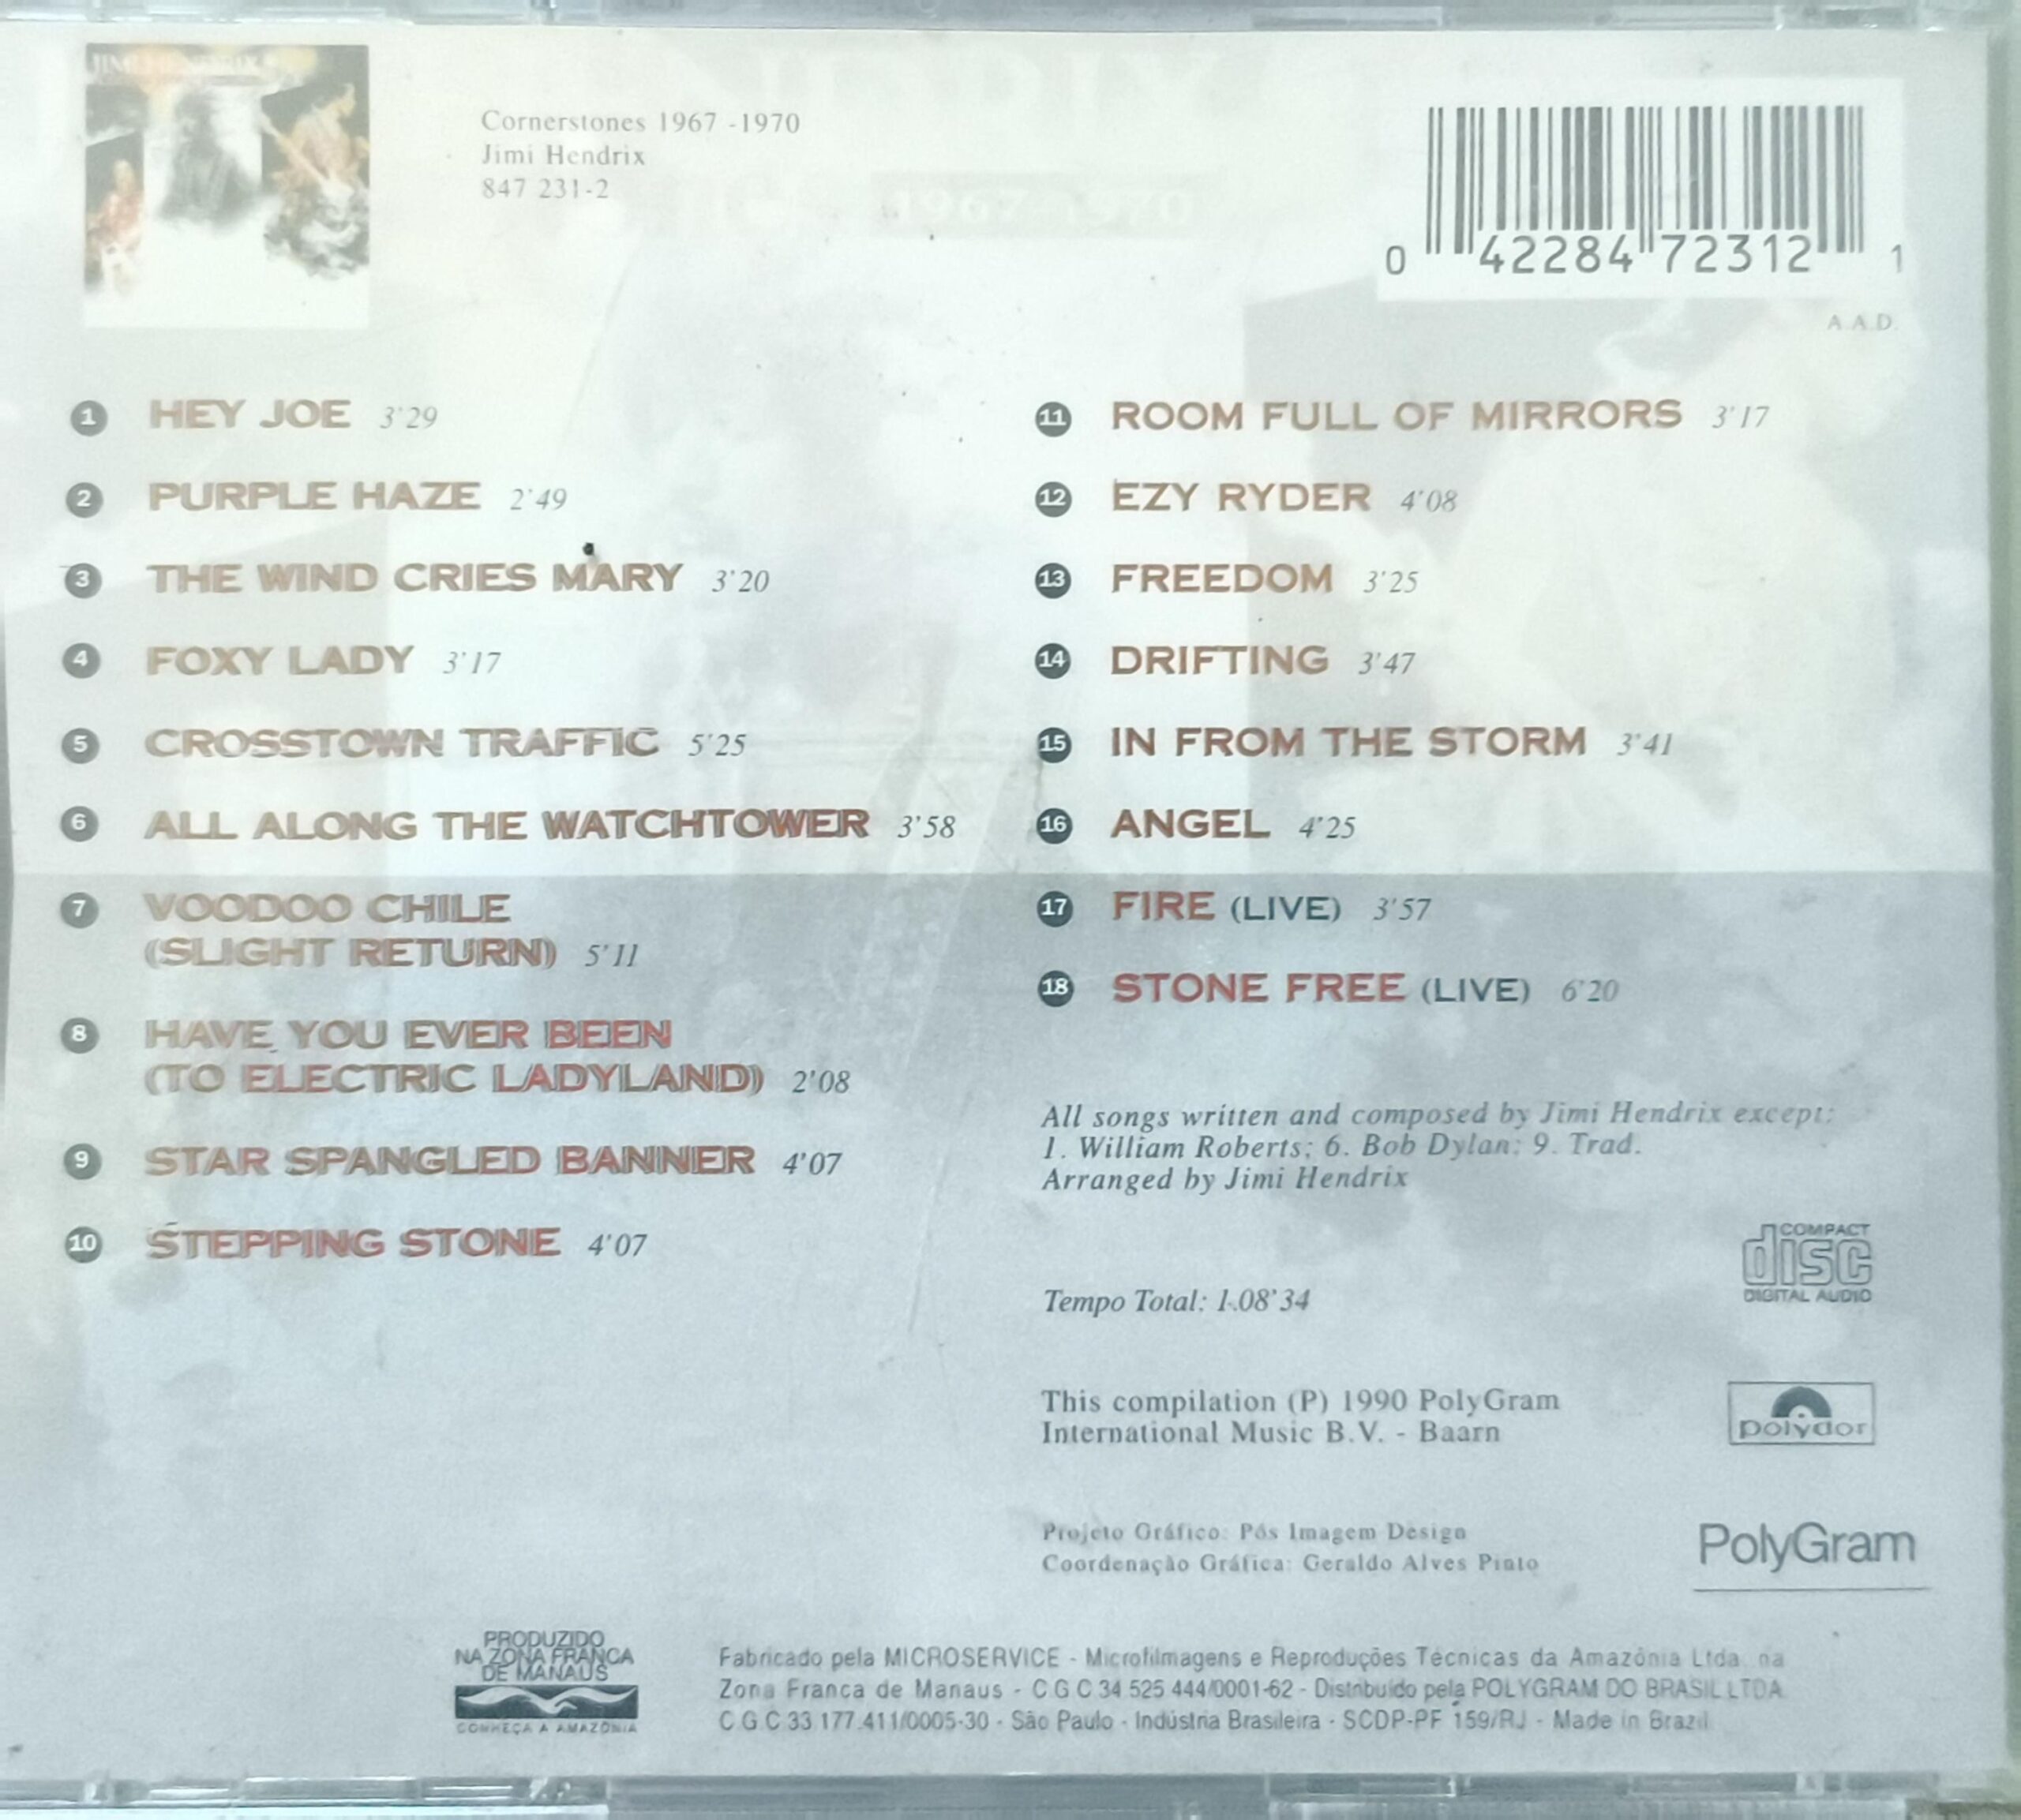 JIMI HENDRIX
Cornerstones 1967 -1970
Jimi Hendrix
847 231-2
1967-1970
0 42284 72312 1
A.A.D.
1 HEY JOE 3'29
2 PURPLE HAZE 2'49
3 THE WIND CRIES MARY 3'20
4 FOXY LADY 3'17
5 CROSSTOWN TRAFFIC 5'25
6 ALL ALONG THE WATCHTOWER 3'58
7 VOODOO CHILE
(SLIGHT RETURN) 5'11
8 HAVE YOU EVER BEEN
(TO ELECTRIC LADYLAND) 2'08
9 STAR SPANGLED BANNER 4'07
10 STEPPING STONE 4'07
11 ROOM FULL OF MIRRORS 3'17
12 EZY RYDER 4'08
13 FREEDOM 3'25
14 DRIFTING 3'47
15 IN FROM THE STORM 3'41
16 ANGEL 4'25
17 FIRE (LIVE) 3'57
18 STONE FREE (LIVE) 6'20
All songs written and composed by Jimi Hendrix except:
1. William Roberts; 6. Bob Dylan; 9. Trad.
Arranged by Jimi Hendrix
COMPACT
disc
DIGITAL AUDIO
Tempo Total: 1.08'34
This compilation (P) 1990 PolyGram
International Music B.V. - Baarn
polydor
Projeto Gráfico: Pós Imagem Design
Coordenação Gráfica: Geraldo Alves Pinto
PolyGram
PRODUZIDO
NA ZONA FRANCA
DE MANAUS
CONHEÇA A AMAZÔNIA
Fabricado pela MICROSERVICE - Microfilmagens e Reproduções Técnicas da Amazônia Ltda. na
Zona Franca de Manaus - C G C 34 525 444/0001-62 - Distribuído pela POLYGRAM DO BRASIL LTDA
C G C 33 177.411/0005-30 - São Paulo - Indústria Brasileira - SCDP-PF 159/RJ - Made in Brazil